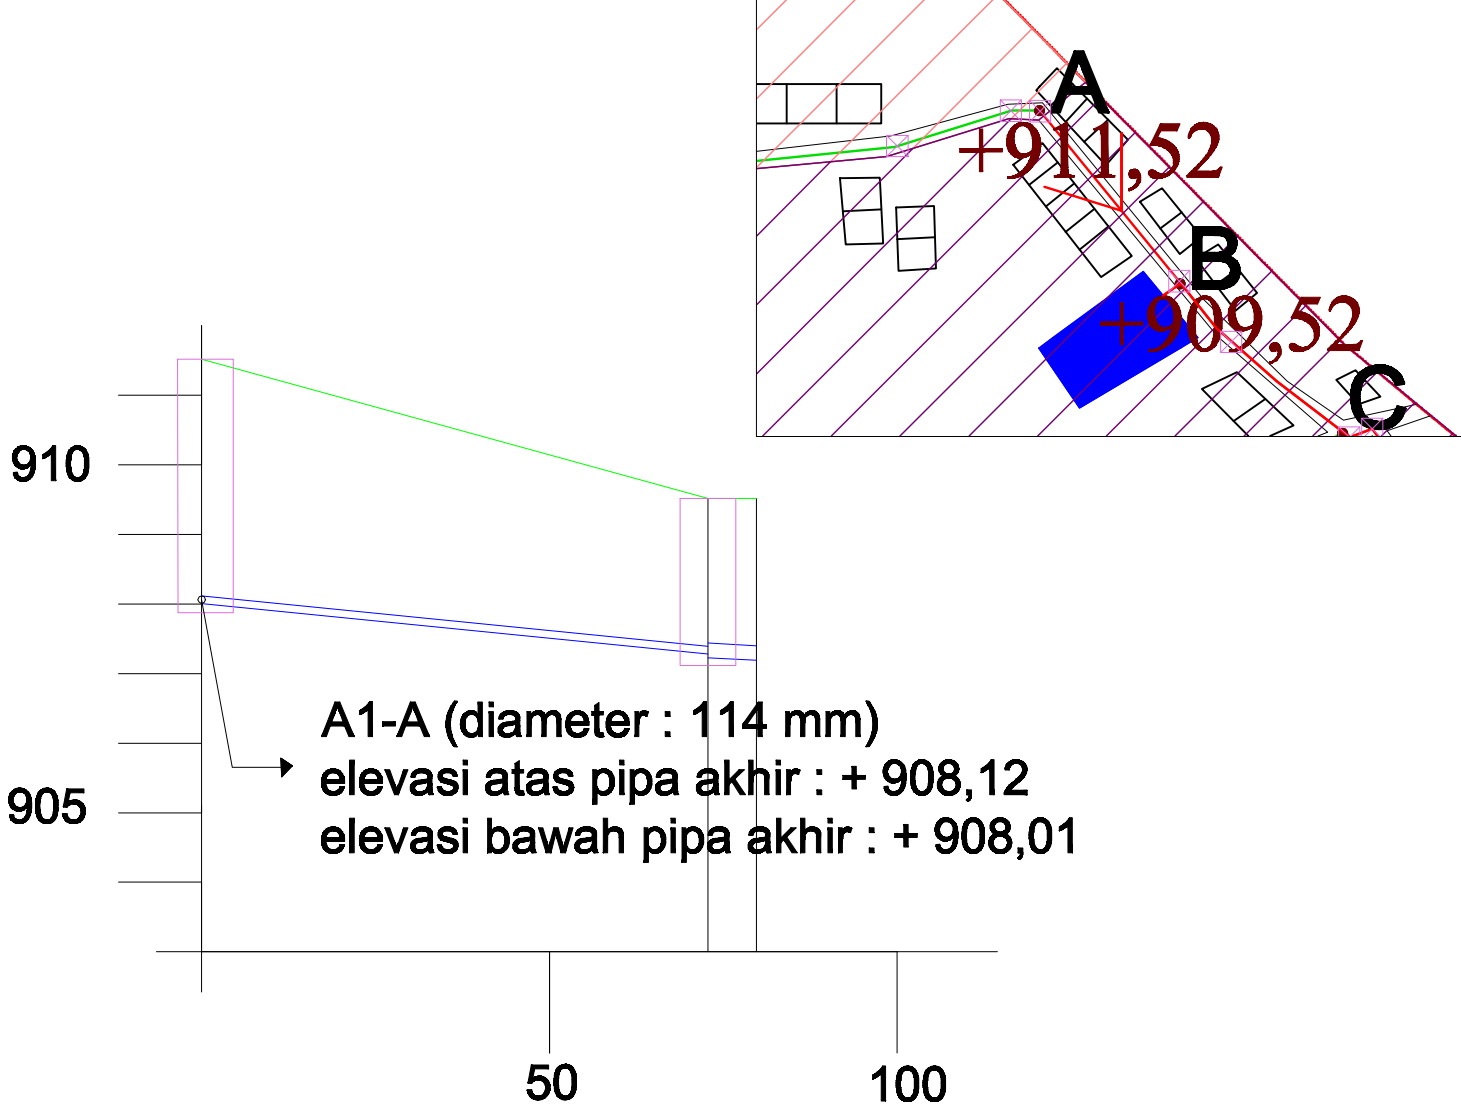 A
+911,52
B
+909,52
C
910
905
A1-A (diameter : 114 mm)
elevasi atas pipa akhir : + 908,12
elevasi bawah pipa akhir : + 908,01
50
100